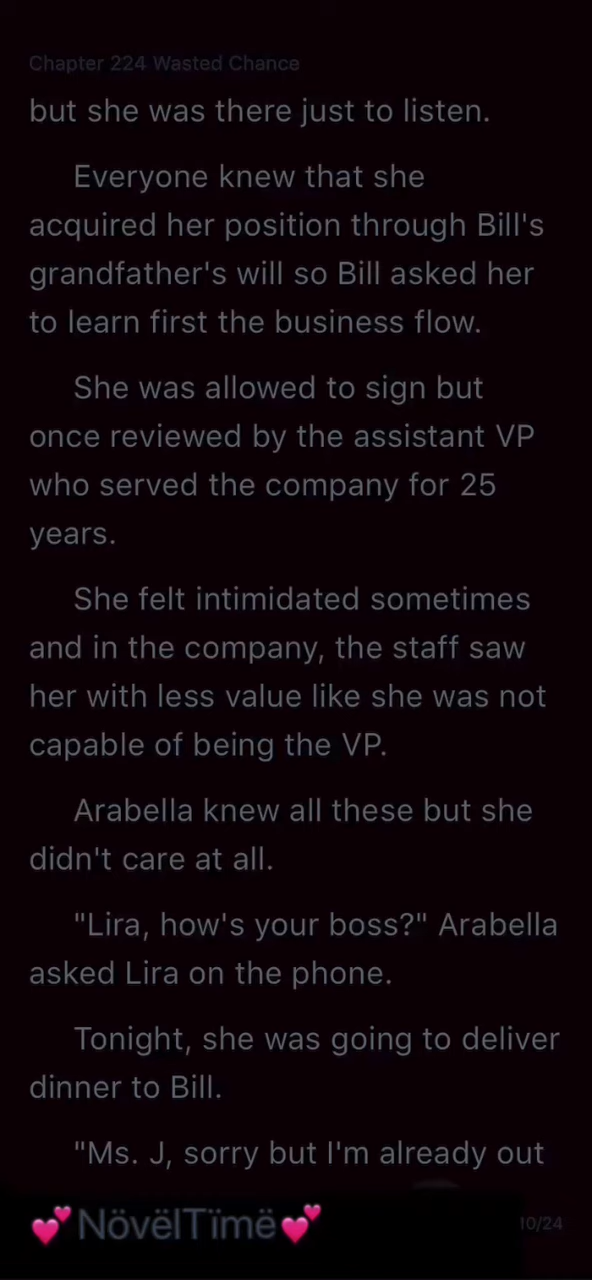 Chapter 224 Wasted Chance
but she was there just to listen.
Everyone knew that she
acquired her position through Bill's
grandfather's will so Bill asked her
to learn first the business flow.
She was allowed to sign but
once reviewed by the assistant VP
who served the company for 25
years.
She felt intimidated sometimes
and in the company, the staff saw
her with less value like she was not
capable of being the VP.
Arabella knew all these but she
didn't care at all.
"Lira, how's your boss?" Arabella
asked Lira on the phone.
Tonight, she was going to deliver
dinner to Bill.
"Ms. J, sorry but I'm already out
💕NövëlTïmë💕
10/24